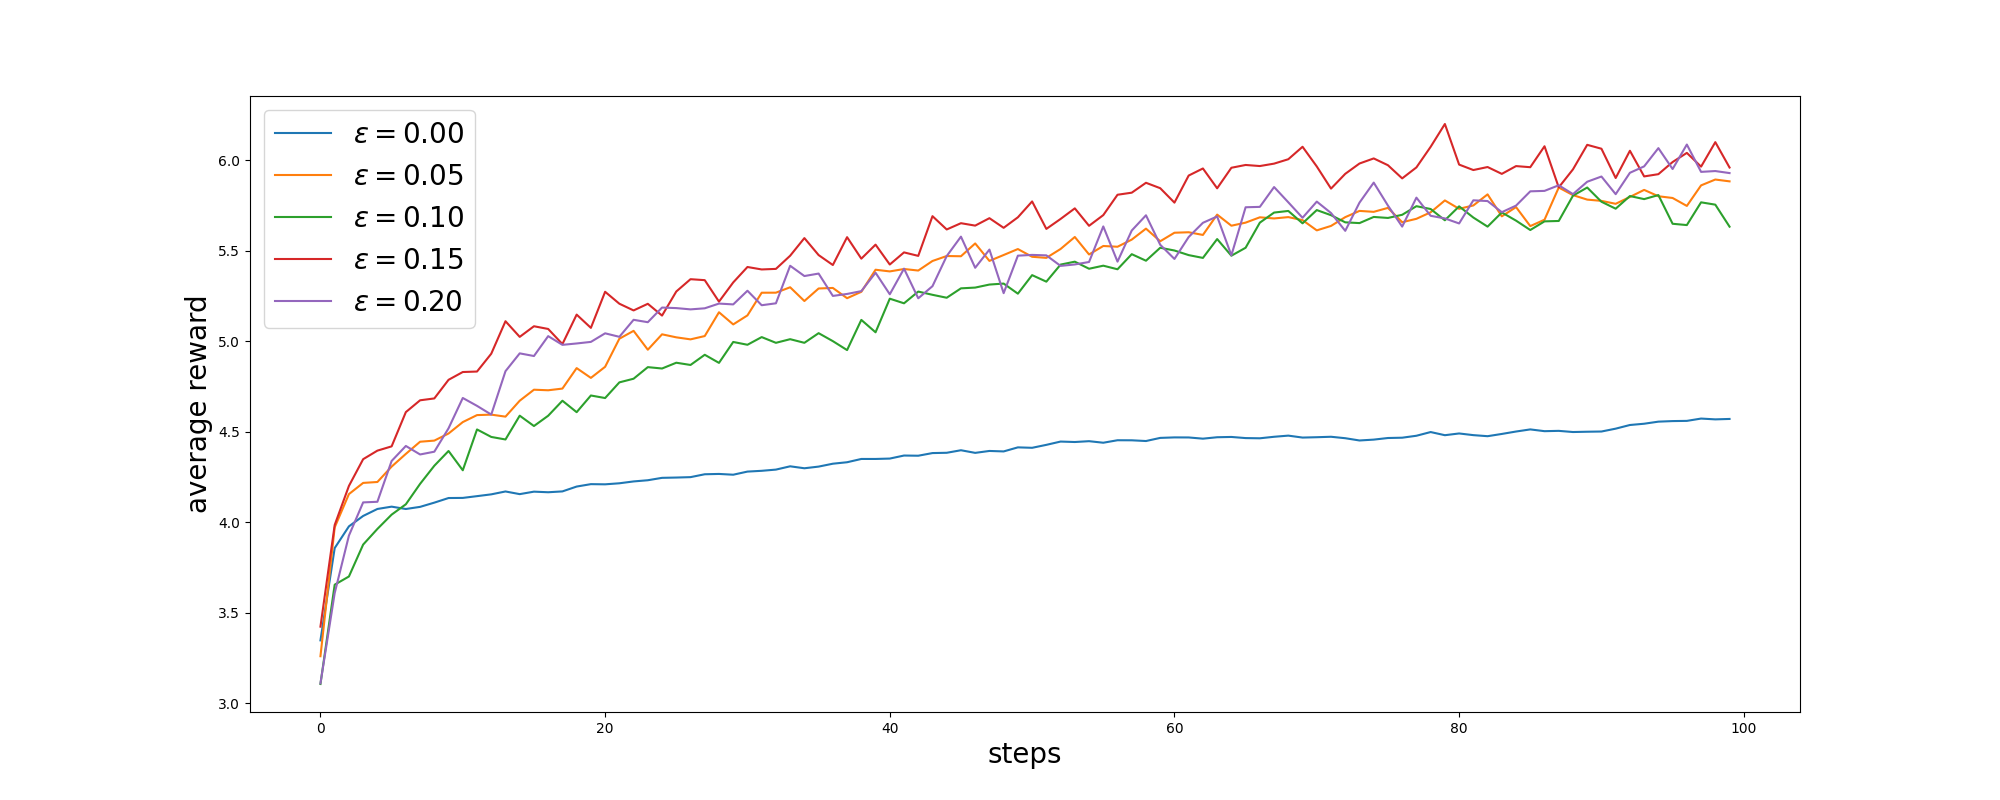 ε = 0.00
ε = 0.05
ε = 0.10
ε = 0.15
ε = 0.20
average reward
6.0
5.5
5.0
4.5
4.0
3.5
3.0
0 20 40 60 80 100
steps